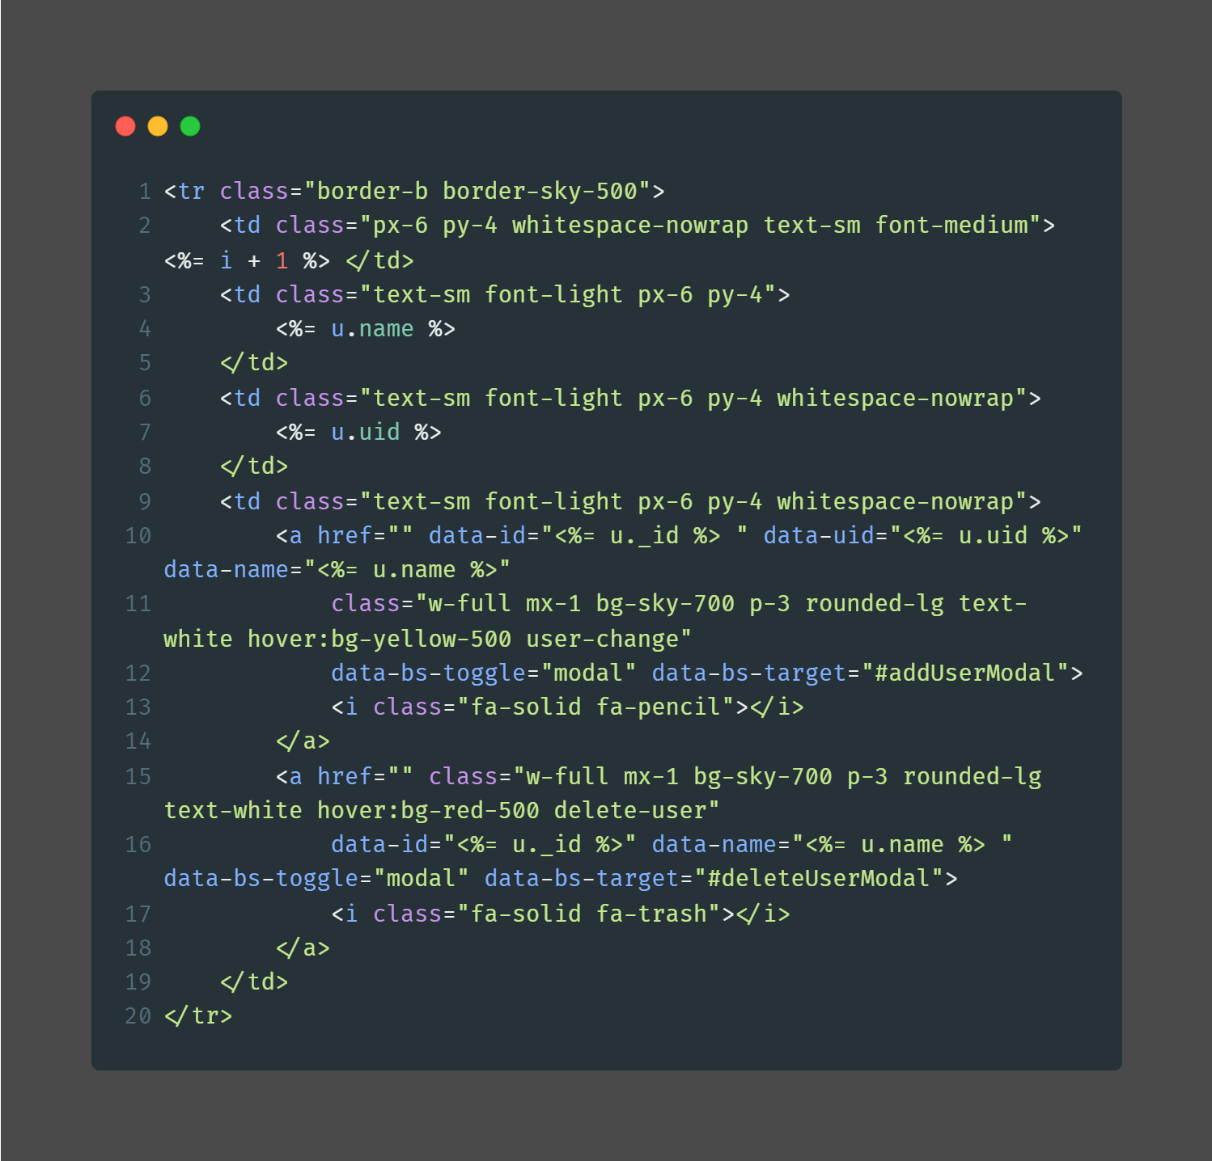 1 <tr class="border-b border-sky-500">
2     <td class="px-6 py-4 whitespace-nowrap text-sm font-medium">
<%= i + 1 %> </td>
3     <td class="text-sm font-light px-6 py-4">
4         <%= u.name %>
5     </td>
6     <td class="text-sm font-light px-6 py-4 whitespace-nowrap">
7         <%= u.uid %>
8     </td>
9     <td class="text-sm font-light px-6 py-4 whitespace-nowrap">
10         <a href="" data-id="<%= u._id %> " data-uid="<%= u.uid %>"
data-name="<%= u.name %>"
11             class="w-full mx-1 bg-sky-700 p-3 rounded-lg text-
white hover:bg-yellow-500 user-change"
12             data-bs-toggle="modal" data-bs-target="#addUserModal">
13             <i class="fa-solid fa-pencil"></i>
14         </a>
15         <a href="" class="w-full mx-1 bg-sky-700 p-3 rounded-lg
text-white hover:bg-red-500 delete-user"
16             data-id="<%= u._id %>" data-name="<%= u.name %> "
data-bs-toggle="modal" data-bs-target="#deleteUserModal">
17             <i class="fa-solid fa-trash"></i>
18         </a>
19     </td>
20 </tr>